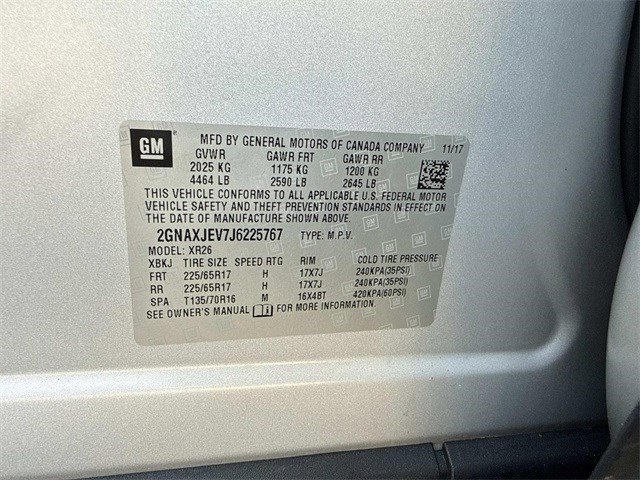 GM
MFD BY GENERAL MOTORS OF CANADA COMPANY 11/17
GVWR GAWR FRT GAWR RR
2025 KG 1175 KG 1200 KG
4464 LB 2590 LB 2645 LB
THIS VEHICLE CONFORMS TO ALL APPLICABLE U.S. FEDERAL MOTOR
VEHICLE SAFETY AND THEFT PREVENTION STANDARDS IN EFFECT ON
THE DATE OF MANUFACTURE SHOWN ABOVE.
2GNAXJEV7J6225767 TYPE: M.P.V.
MODEL: XR26
XBKJ TIRE SIZE SPEED RTG RIM COLD TIRE PRESSURE
FRT 225/65R17 H 17X7J 240KPA(35PSI)
RR 225/65R17 H 17X7J 240KPA(35PSI)
SPA T135/70R16 M 16X4BT 420KPA(60PSI)
SEE OWNER'S MANUAL FOR MORE INFORMATION.